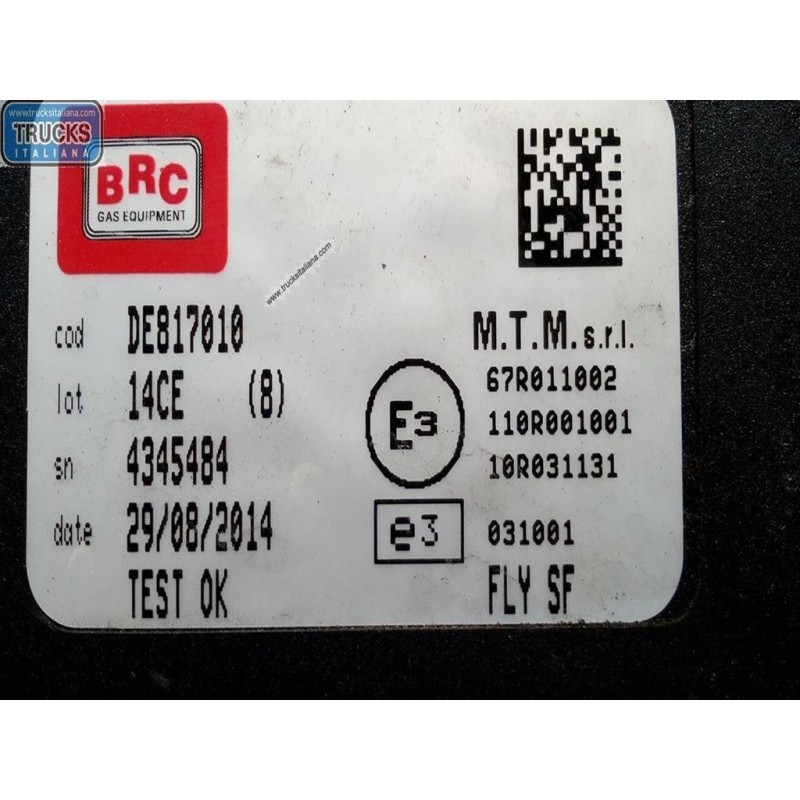 www.trucksitaliana.com
TRUCKS
ITALIANA
BRC
GAS EQUIPMENT
www.trucksitaliana.com
cod DE817010
lot 14CE (8)
sn 4345484
date 29/08/2014
TEST OK
M.T.M. s.r.l.
E3
67R011002
110R001001
10R031131
e3 031001
FLY SF